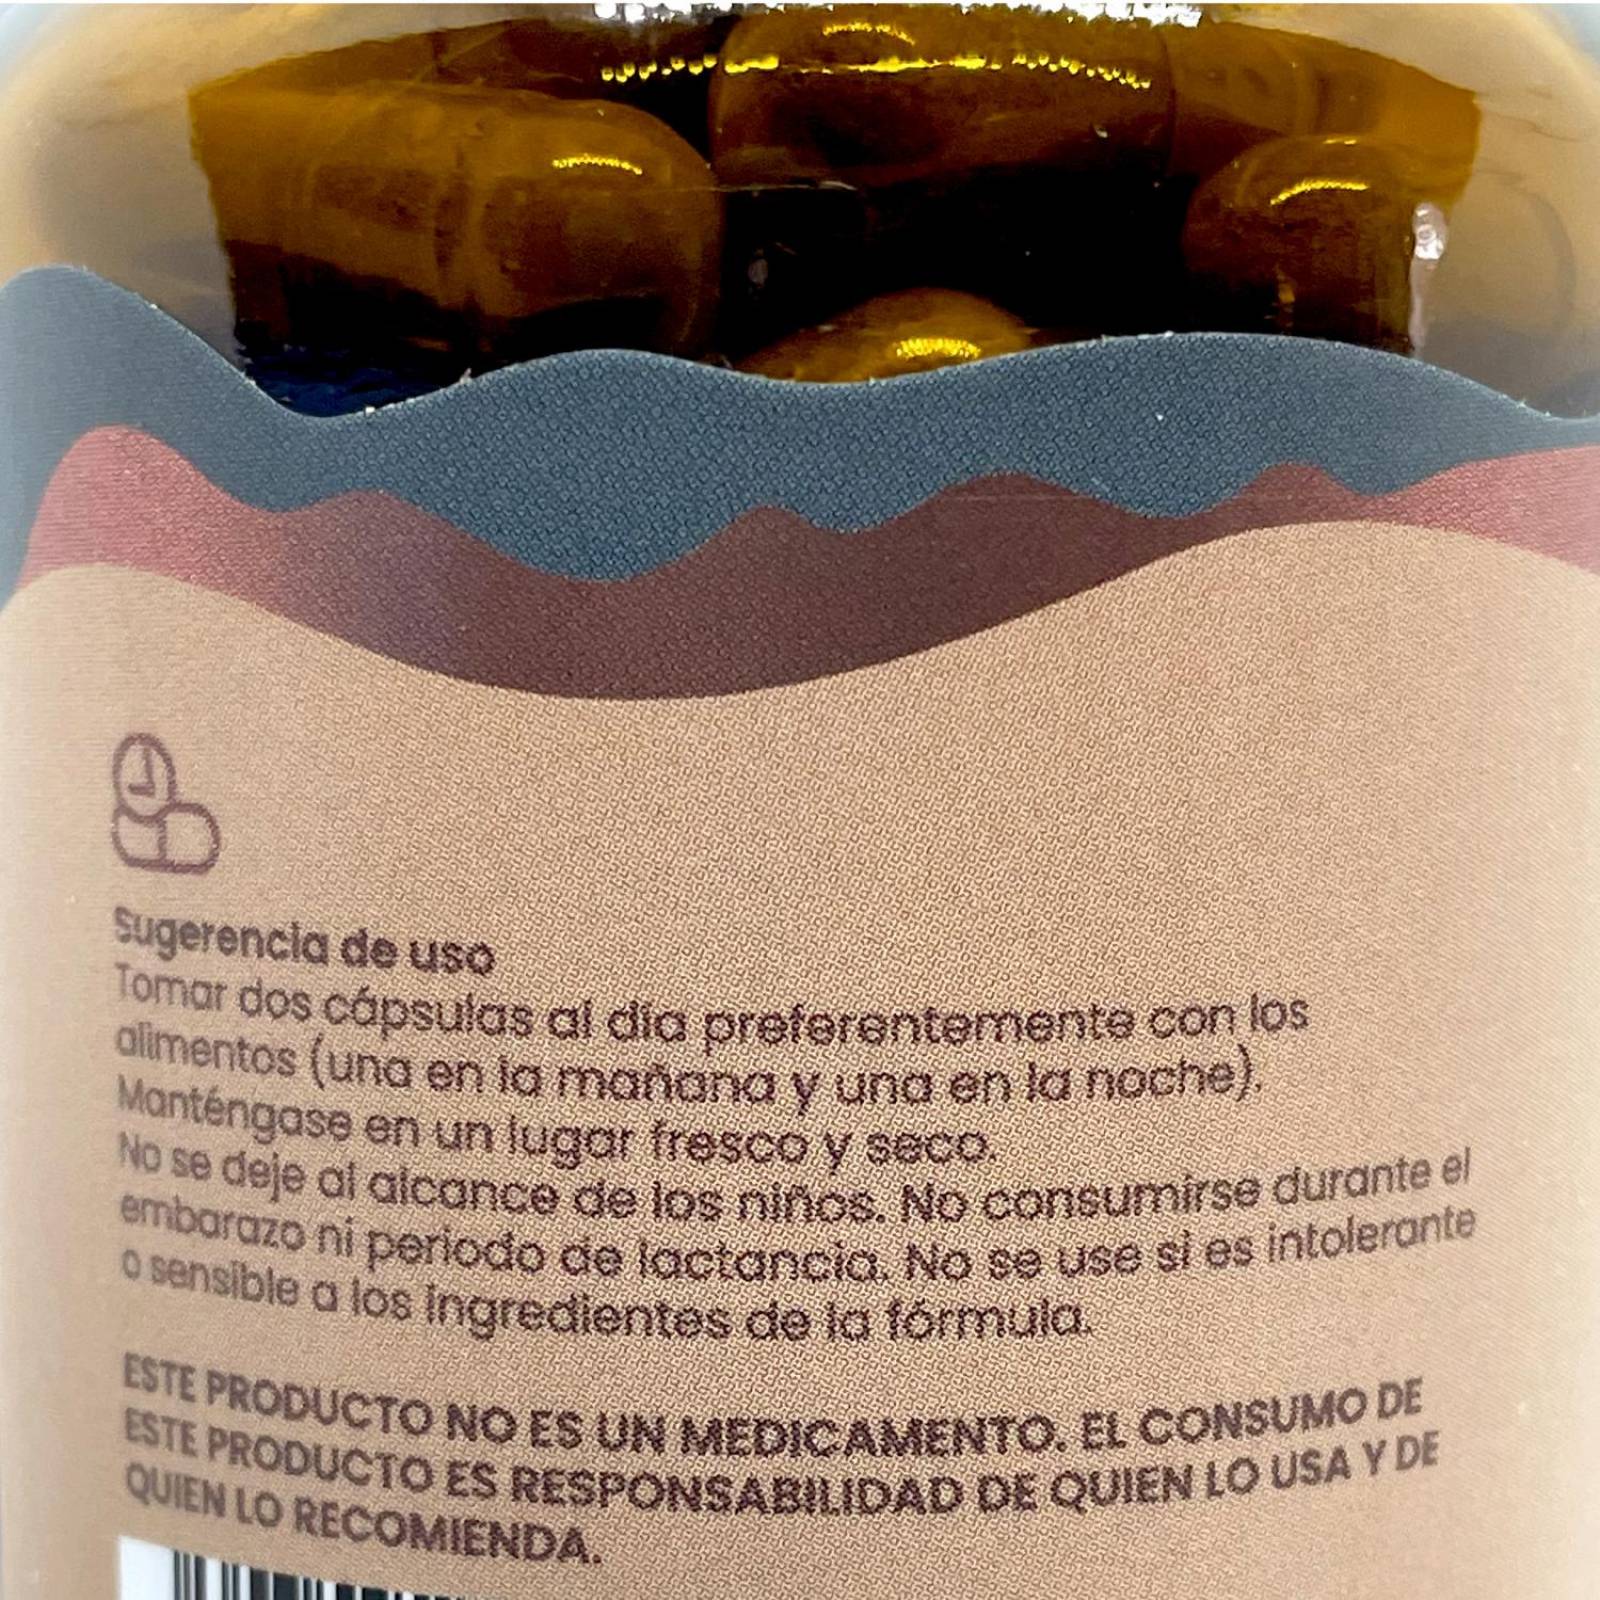 Sugerencia de uso
Tomar dos cápsulas al día preferentemente con los
alimentos (una en la mañana y una en la noche).
Manténgase en un lugar fresco y seco.
No se deje al alcance de los niños. No consumirse durante el
embarazo ni periodo de lactancia. No se use si es intolerante
o sensible a los ingredientes de la fórmula.
ESTE PRODUCTO NO ES UN MEDICAMENTO. EL CONSUMO DE
ESTE PRODUCTO ES RESPONSABILIDAD DE QUIEN LO USA Y DE
QUIEN LO RECOMIENDA.